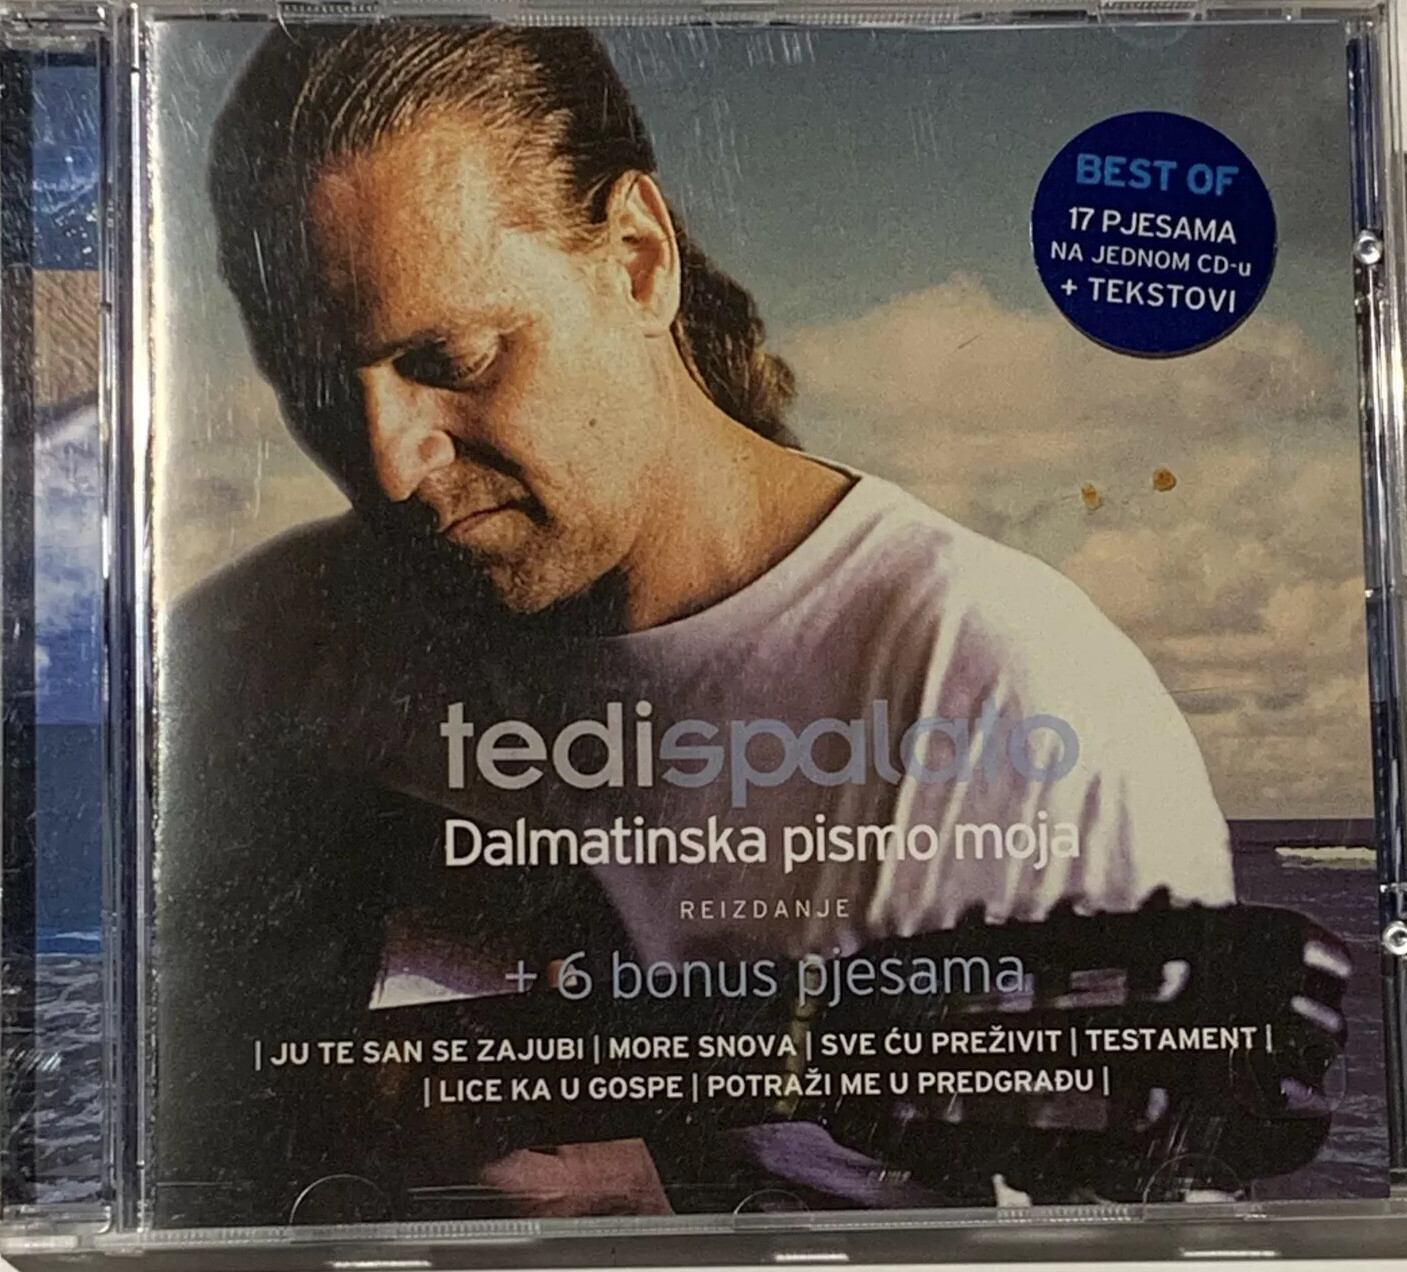 BEST OF
17 PJESAMA
NA JEDNOM CD-u
+ TEKSTOVI
tedispalato
Dalmatinska pismo moja
REIZDANJE
+ 6 bonus pjesama
| JU TE SAN SE ZAJUBI | MORE SNOVA | SVE ĆU PREŽIVIT | TESTAMENT |
| LICE KA U GOSPE | POTRAŽI ME U PREDGRAĐU |